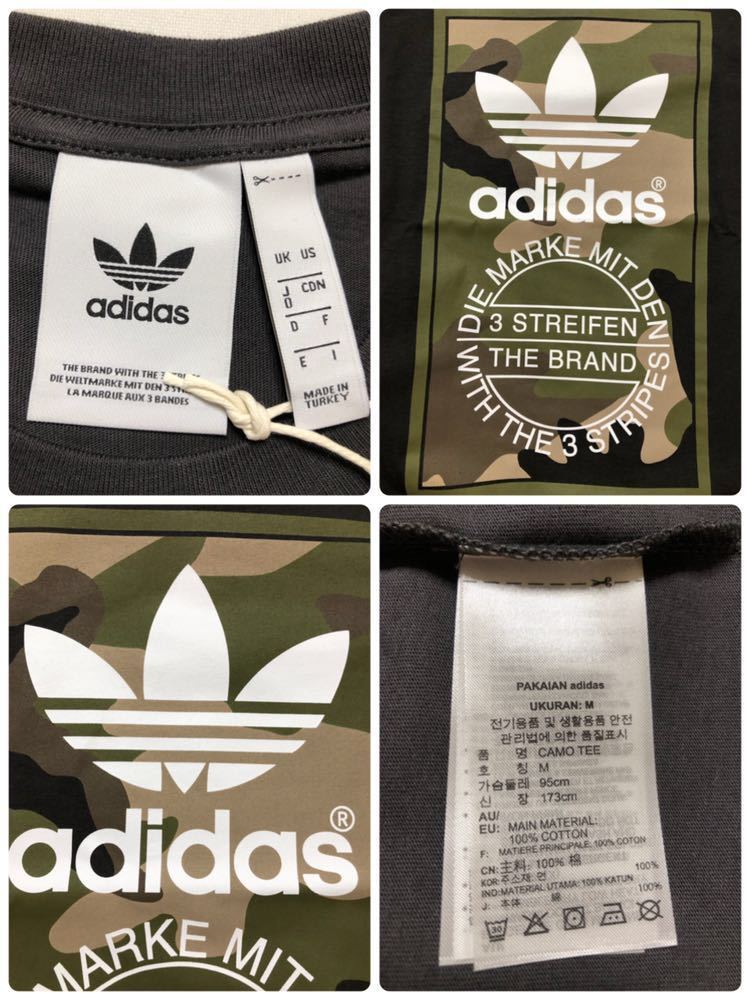 adidas
THE BRAND WITH THE 3
DIE WELTMARKE MIT DEN 3
LA MARQUE AUX 3 BANDES
UK US
J/O CDN
D F
E I
MADE IN
TURKEY
adidas®
DIE MARKE MIT DEN
3 STREIFEN
THE BRAND
WITH THE 3 STRIPES
adidas®
MARKE MIT
PAKAIAN adidas
UKURAN: M
전기용품 및 생활용품 안전
관리법에 의한 품질표시
품 명 CAMO TEE
호 칭 M
가슴둘레 95cm
신 장 173cm
AU/
EU: MAIN MATERIAL:
100% COTTON
F: MATIERE PRINCIPALE: 100% COTON
CN: 主料: 100% 棉
KOR: 주소재: 면 100%
IND: MATERIAL UTAMA: 100% KATUN
J: 本体 綿 100%
30